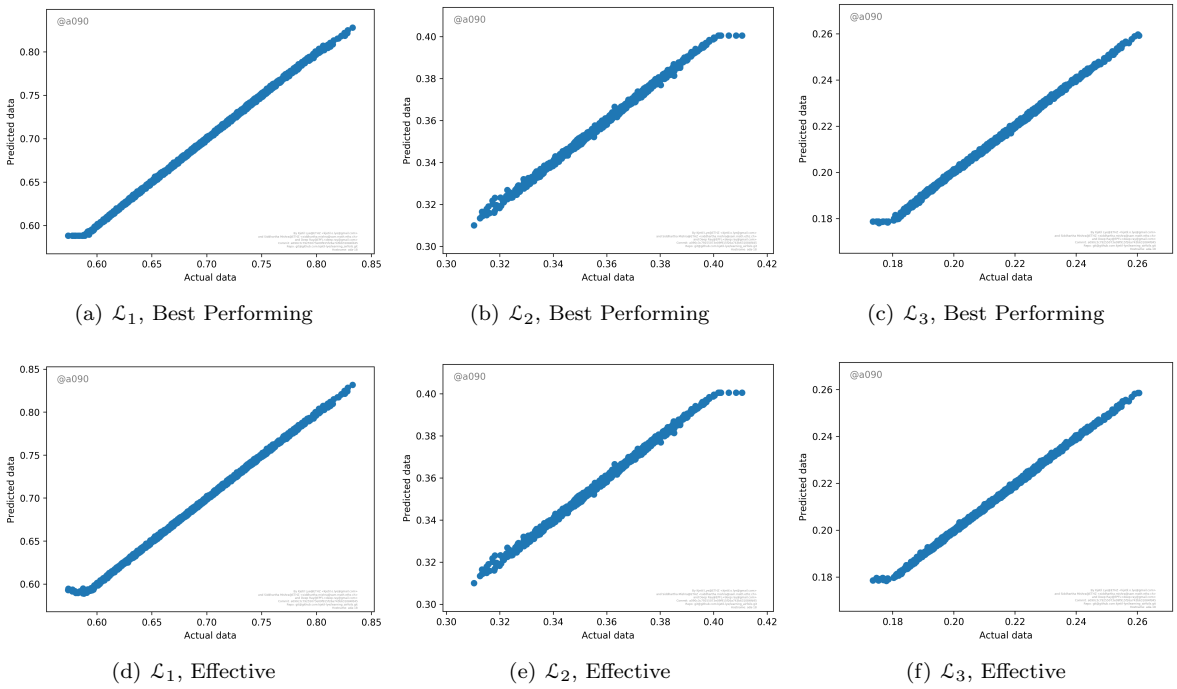 @a090
0.80
0.75
0.70
0.65
0.60
Predicted data
0.60 0.65 0.70 0.75 0.80 0.85
Actual data
(a) ℒ₁, Best Performing
@a090
0.40
0.38
0.36
0.34
0.32
0.30
Predicted data
0.30 0.32 0.34 0.36 0.38 0.40 0.42
Actual data
(b) ℒ₂, Best Performing
@a090
0.26
0.24
0.22
0.20
0.18
Predicted data
0.18 0.20 0.22 0.24 0.26
Actual data
(c) ℒ₃, Best Performing
@a090
0.85
0.80
0.75
0.70
0.65
0.60
Predicted data
0.60 0.65 0.70 0.75 0.80 0.85
Actual data
(d) ℒ₁, Effective
@a090
0.40
0.38
0.36
0.34
0.32
0.30
Predicted data
0.30 0.32 0.34 0.36 0.38 0.40 0.42
Actual data
(e) ℒ₂, Effective
@a090
0.26
0.24
0.22
0.20
0.18
Predicted data
0.18 0.20 0.22 0.24 0.26
Actual data
(f) ℒ₃, Effective